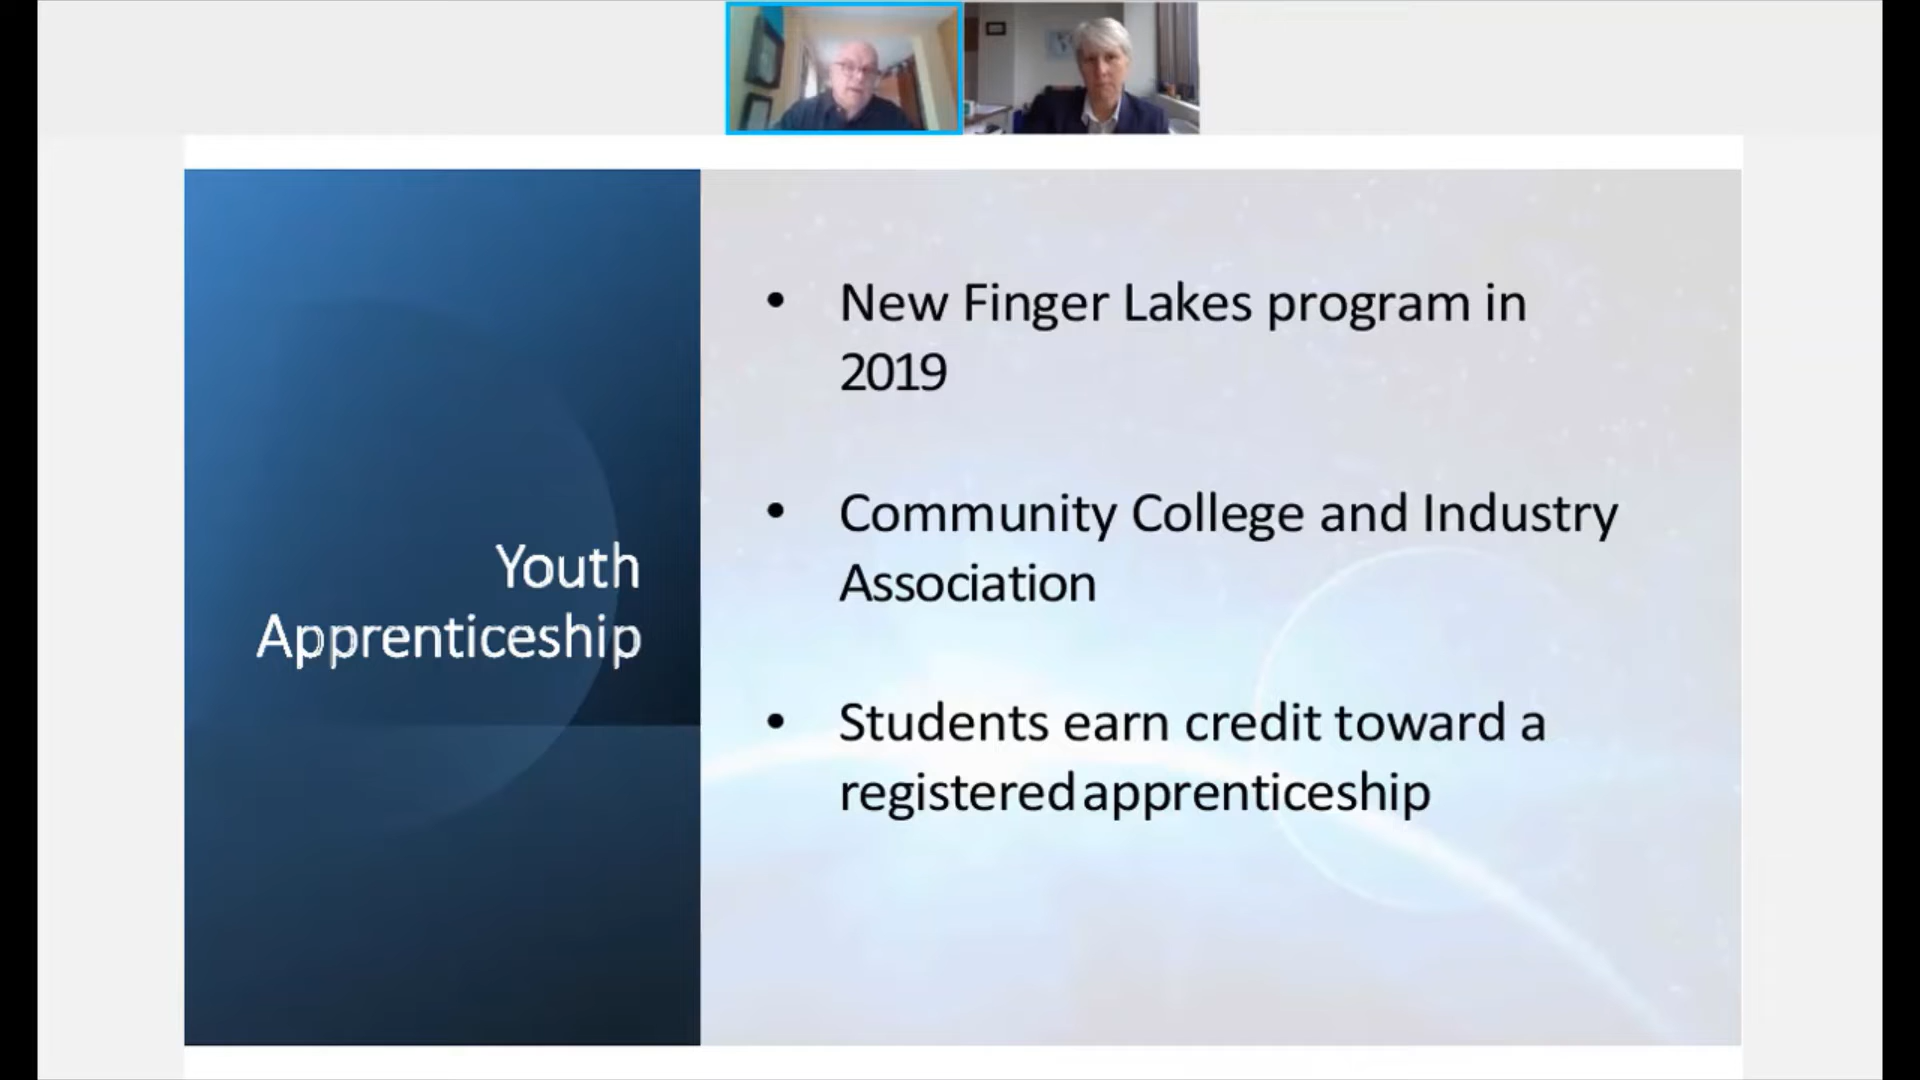 Youth
Apprenticeship
• New Finger Lakes program in
2019
• Community College and Industry
Association
• Students earn credit toward a
registered apprenticeship